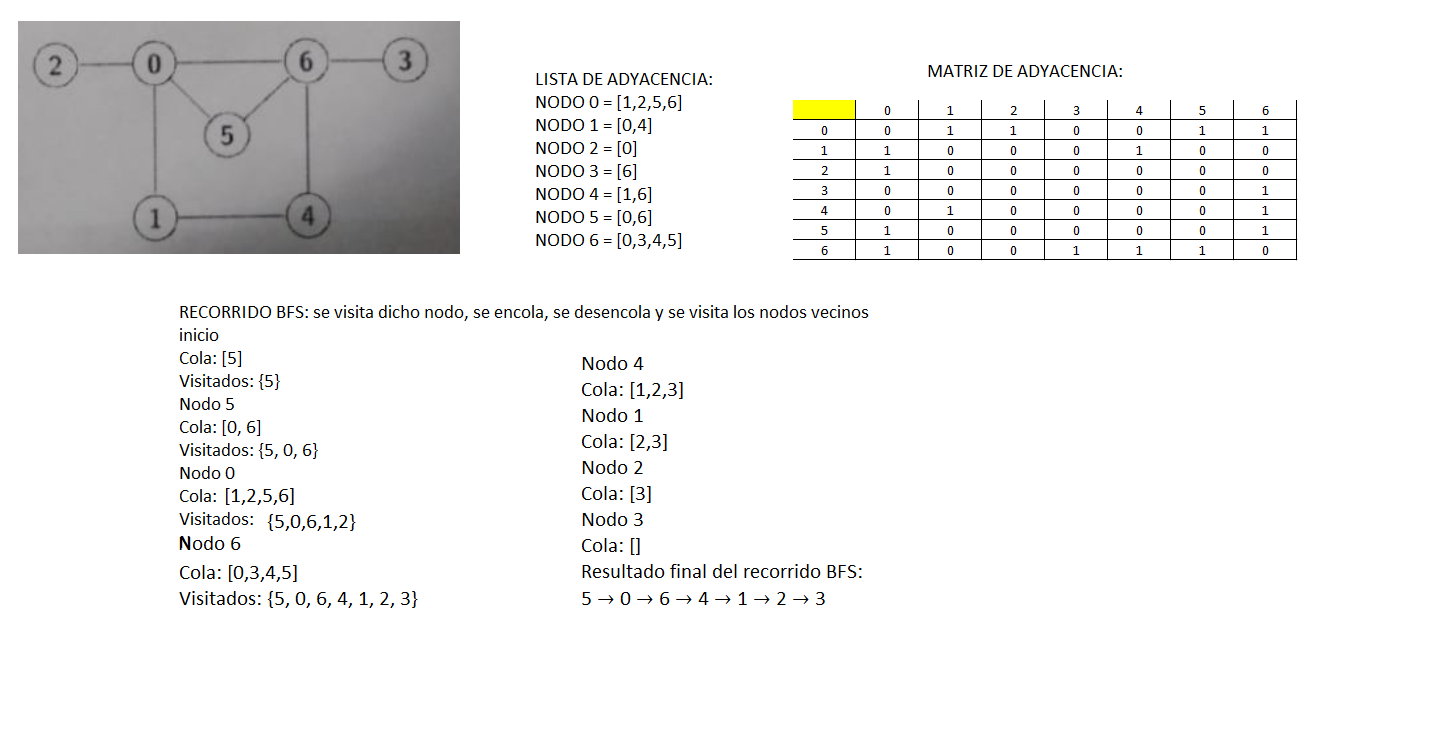 2 0 6 3
5
1 4
LISTA DE ADYACENCIA:
NODO 0 = [1,2,5,6]
NODO 1 = [0,4]
NODO 2 = [0]
NODO 3 = [6]
NODO 4 = [1,6]
NODO 5 = [0,6]
NODO 6 = [0,3,4,5]
MATRIZ DE ADYACENCIA:
0 1 2 3 4 5 6
0 0 1 1 0 0 1 1
1 1 0 0 0 1 0 0
2 1 0 0 0 0 0 0
3 0 0 0 0 0 0 1
4 0 1 0 0 0 0 1
5 1 0 0 0 0 0 1
6 1 0 0 1 1 1 0
RECORRIDO BFS: se visita dicho nodo, se encola, se desencola y se visita los nodos vecinos
inicio
Cola: [5]
Visitados: {5}
Nodo 5
Cola: [0, 6]
Visitados: {5, 0, 6}
Nodo 0
Cola: [1,2,5,6]
Visitados: {5,0,6,1,2}
Nodo 6
Cola: [0,3,4,5]
Visitados: {5, 0, 6, 4, 1, 2, 3}
Nodo 4
Cola: [1,2,3]
Nodo 1
Cola: [2,3]
Nodo 2
Cola: [3]
Nodo 3
Cola: []
Resultado final del recorrido BFS:
5 → 0 → 6 → 4 → 1 → 2 → 3